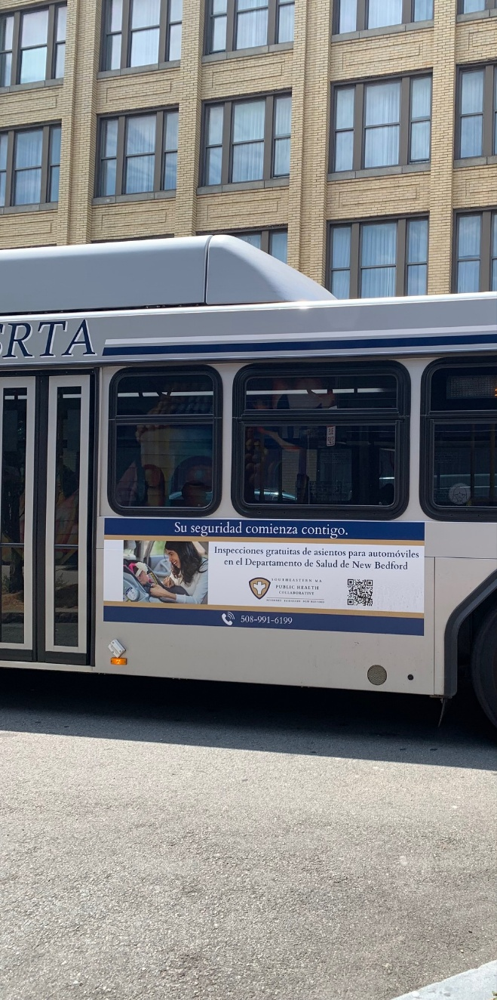 SRTA
Su seguridad comienza contigo.
Inspecciones gratuitas de asientos para automóviles
en el Departamento de Salud de New Bedford
SOUTHEASTERN MA
PUBLIC HEALTH
COLLABORATIVE
508-991-6199